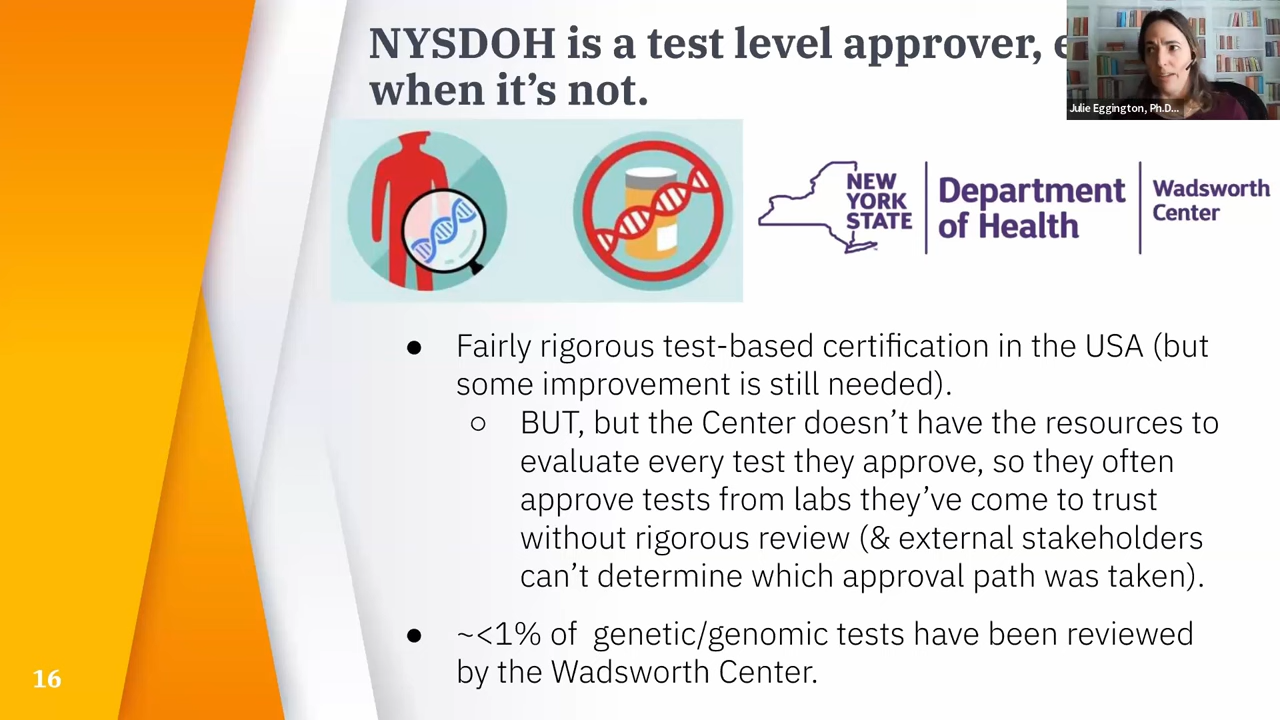 NYSDOH is a test level approver,
when it's not.
Julie Eggington, Ph.D...
NEW
YORK
STATE
Department
of Health
Wadsworth
Center
● Fairly rigorous test-based certification in the USA (but
some improvement is still needed).
○ BUT, but the Center doesn't have the resources to
evaluate every test they approve, so they often
approve tests from labs they've come to trust
without rigorous review (& external stakeholders
can't determine which approval path was taken).
● ~<1% of  genetic/genomic tests have been reviewed
by the Wadsworth Center.
16